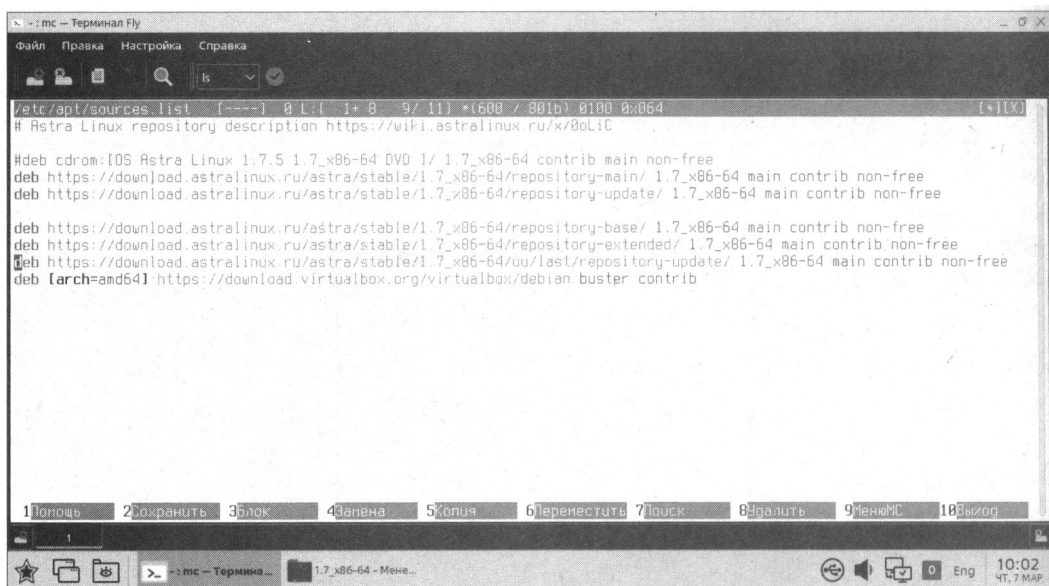 ~ : mc — Терминал Fly
Файл Правка Настройка Справка
ls
/etc/apt/sources.list [----] 0 L:[ 1+ 8 9/ 11] *(608 / 801b) 0100 0x064 [*][X]
# Astra Linux repository description https://wiki.astralinux.ru/x/0oLiC
#deb cdrom:[OS Astra Linux 1.7.5 1.7_x86-64 DVD ]/ 1.7_x86-64 contrib main non-free
deb https://download.astralinux.ru/astra/stable/1.7_x86-64/repository-main/ 1.7_x86-64 main contrib non-free
deb https://download.astralinux.ru/astra/stable/1.7_x86-64/repository-update/ 1.7_x86-64 main contrib non-free
deb https://download.astralinux.ru/astra/stable/1.7_x86-64/repository-base/ 1.7_x86-64 main contrib non-free
deb https://download.astralinux.ru/astra/stable/1.7_x86-64/repository-extended/ 1.7_x86-64 main contrib non-free
deb https://download.astralinux.ru/astra/stable/1.7_x86-64/uu/last/repository-update/ 1.7_x86-64 main contrib non-free
deb [arch=amd64] https://download.virtualbox.org/virtualbox/debian buster contrib
1Помощь 2Сохранить 3Блок 4Замена 5Копия 6Переместить 7Поиск 8Удалить 9МенюМС 10Выход
1
~ : mc — Термина... 1.7_x86-64 - Мене... 0 Eng 10:02
ЧТ, 7 МАР